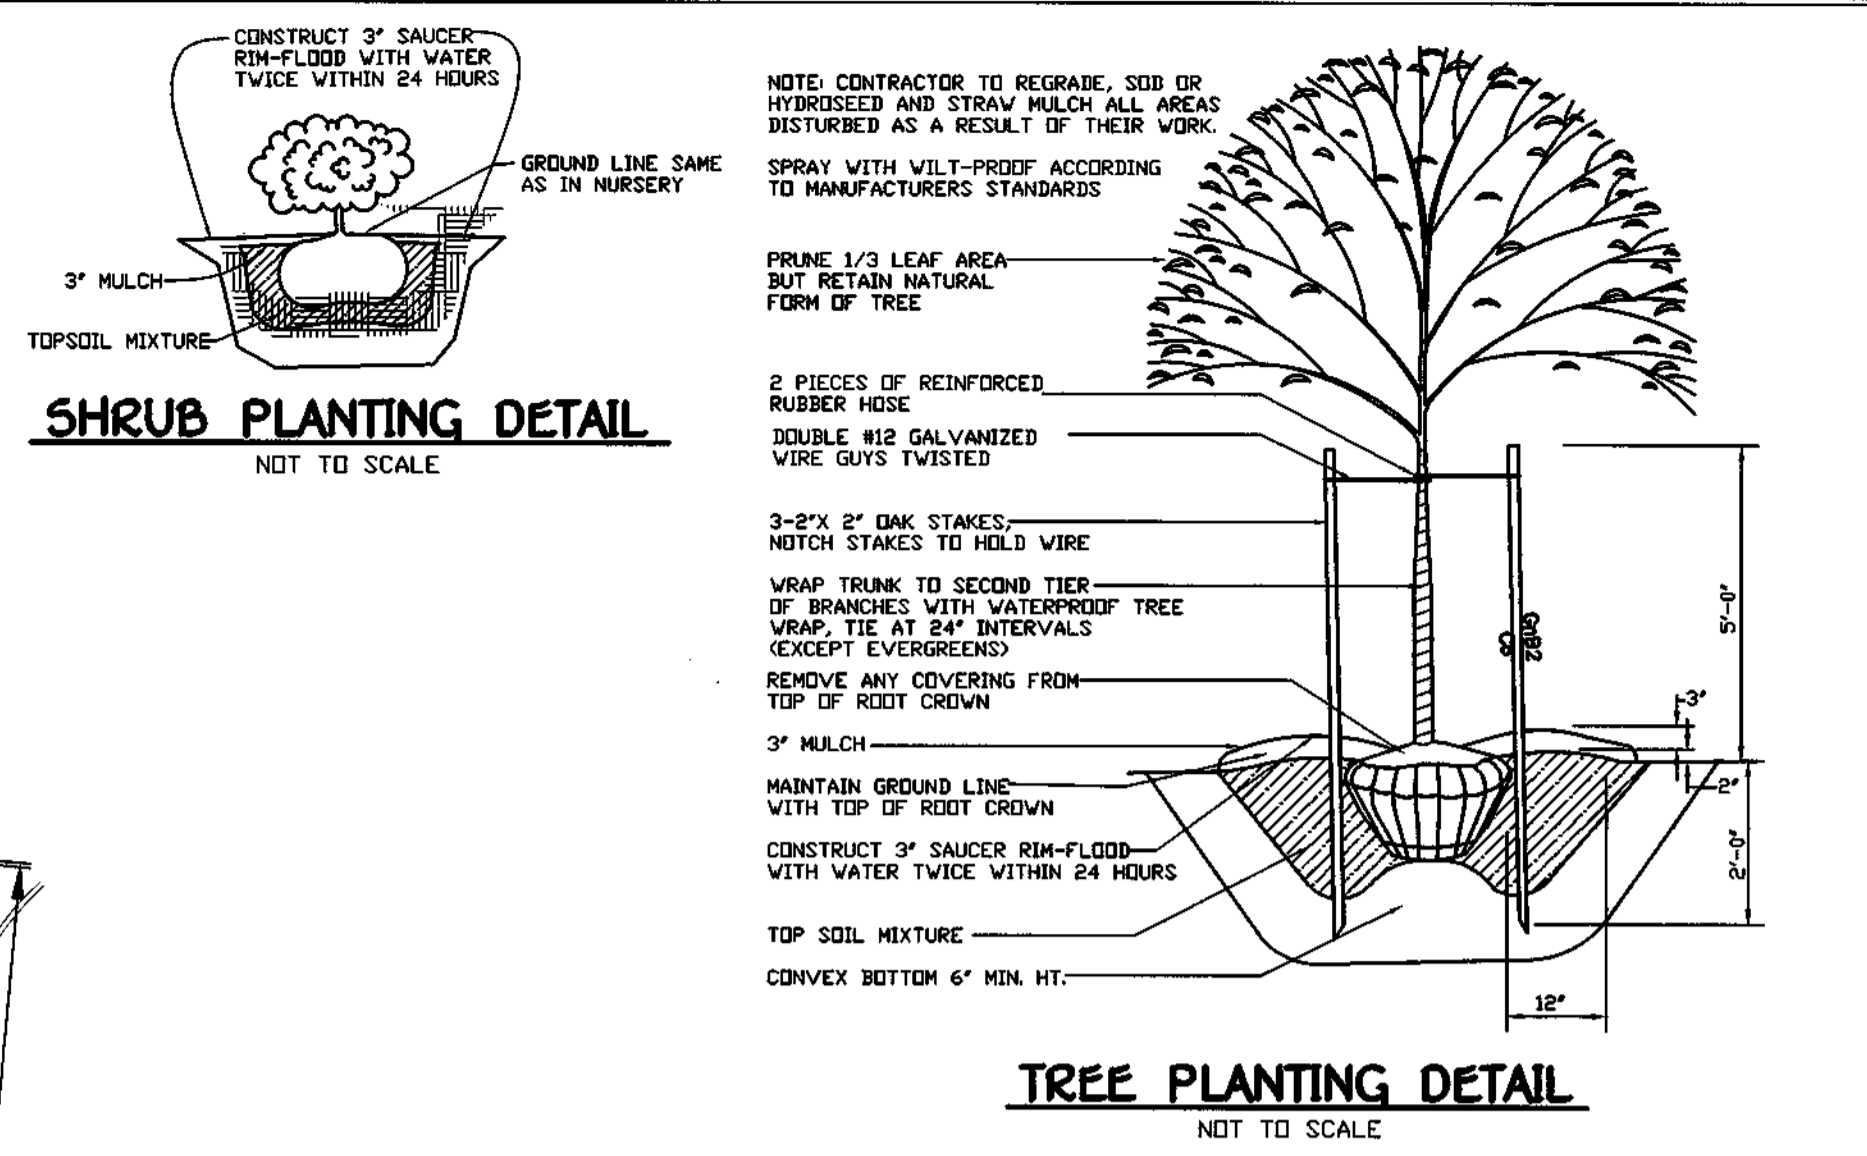 CONSTRUCT 3" SAUCER
RIM-FLOOD WITH WATER
TWICE WITHIN 24 HOURS
GROUND LINE SAME
AS IN NURSERY
3" MULCH
TOPSOIL MIXTURE
SHRUB PLANTING DETAIL
NOT TO SCALE
NOTE: CONTRACTOR TO REGRADE, SOD OR
HYDROSEED AND STRAW MULCH ALL AREAS
DISTURBED AS A RESULT OF THEIR WORK.
SPRAY WITH WILT-PROOF ACCORDING
TO MANUFACTURERS STANDARDS
PRUNE 1/3 LEAF AREA
BUT RETAIN NATURAL
FORM OF TREE
2 PIECES OF REINFORCED
RUBBER HOSE
DOUBLE #12 GALVANIZED
WIRE GUYS TWISTED
3-2"X 2" OAK STAKES,
NOTCH STAKES TO HOLD WIRE
WRAP TRUNK TO SECOND TIER
OF BRANCHES WITH WATERPROOF TREE
WRAP, TIE AT 24" INTERVALS
(EXCEPT EVERGREENS)
REMOVE ANY COVERING FROM
TOP OF ROOT CROWN
3" MULCH
MAINTAIN GROUND LINE
WITH TOP OF ROOT CROWN
CONSTRUCT 3" SAUCER RIM-FLOOD
WITH WATER TWICE WITHIN 24 HOURS
TOP SOIL MIXTURE
CONVEX BOTTOM 6" MIN. HT.
5'-0"
GnB2
C8
3"
2"
2'-0"
12"
TREE PLANTING DETAIL
NOT TO SCALE